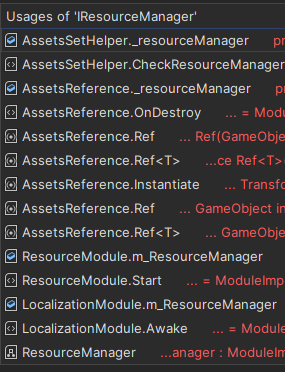 Usages of 'IResourceManager'
AssetsSetHelper._resourceManager pr
AssetsSetHelper.CheckResourceManager
AssetsReference._resourceManager pr
AssetsReference.OnDestroy ... = Modu
AssetsReference.Ref ... Ref(GameObjec
AssetsReference.Ref<T> ...ce Ref<T>(
AssetsReference.Instantiate ... Transfo
AssetsReference.Ref ... GameObject in
AssetsReference.Ref<T> ... GameObje
ResourceModule.m_ResourceManager
ResourceModule.Start ... = ModuleImp
LocalizationModule.m_ResourceManager
LocalizationModule.Awake ... = Module
ResourceManager ...anager : ModuleIm